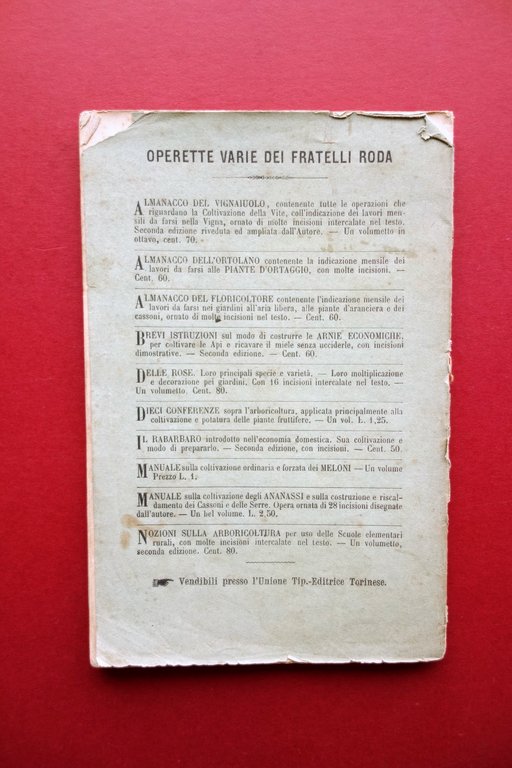 OPERETTE VARIE DEI FRATELLI RODA
ALMANACCO DEL VIGNAIUOLO, contenente tutte le operazioni che
riguardano la Coltivazione della Vite, coll'indicazione dei lavori men-
sili da farsi nella Vigna, ornato di molte incisioni intercalate nel testo.
Seconda edizione riveduta ed ampliata dall'Autore. — Un volumetto in
ottavo, cent. 70.
ALMANACCO DELL'ORTOLANO contenente la indicazione mensile dei
lavori da farsi alle PIANTE D'ORTAGGIO, con molte incisioni. —
Cent. 60.
ALMANACCO DEL FLORICOLTORE contenente l'indicazione mensile dei
lavori da farsi nei giardini all'aria libera, alle piante d'aranciera e dei
cassoni, ornato di molte incisioni nel testo. — Cent. 60.
BREVI ISTRUZIONI sul modo di costrurre le ARNIE ECONOMICHE,
per coltivare le Api e ricavare il miele senza ucciderle, con incisioni
dimostrative. — Seconda edizione. — Cent. 60.
DELLE ROSE. Loro principali specie e varietà. — Loro moltiplicazione
e decorazione pei giardini. Con 16 incisioni intercalate nel testo. —
Un volumetto. Cent. 80.
DIECI CONFERENZE sopra l'arboricoltura, applicata principalmente alla
coltivazione e potatura delle piante fruttifere. — Un vol. L. 1,25.
IL RABARBARO introdotto nell'economia domestica. Sua coltivazione e
modo di prepararlo. — Seconda edizione, con incisioni. — Cent. 50.
MANUALE sulla coltivazione ordinaria e forzata dei MELONI — Un volume
Prezzo L. 1.
MANUALE sulla coltivazione degli ANANASSI e sulla costruzione e riscal-
damento dei Cassoni e delle Serre. Opera ornata di 28 incisioni disegnate
dall'autore. — Un bel volume. L. 2,50.
NOZIONI SULLA ARBORICOLTURA per uso delle Scuole elementari
rurali, con molte incisioni intercalate nel testo. — Un volumetto,
seconda edizione. Cent. 80.
☛ Vendibili presso l'Unione Tip.-Editrice Torinese.